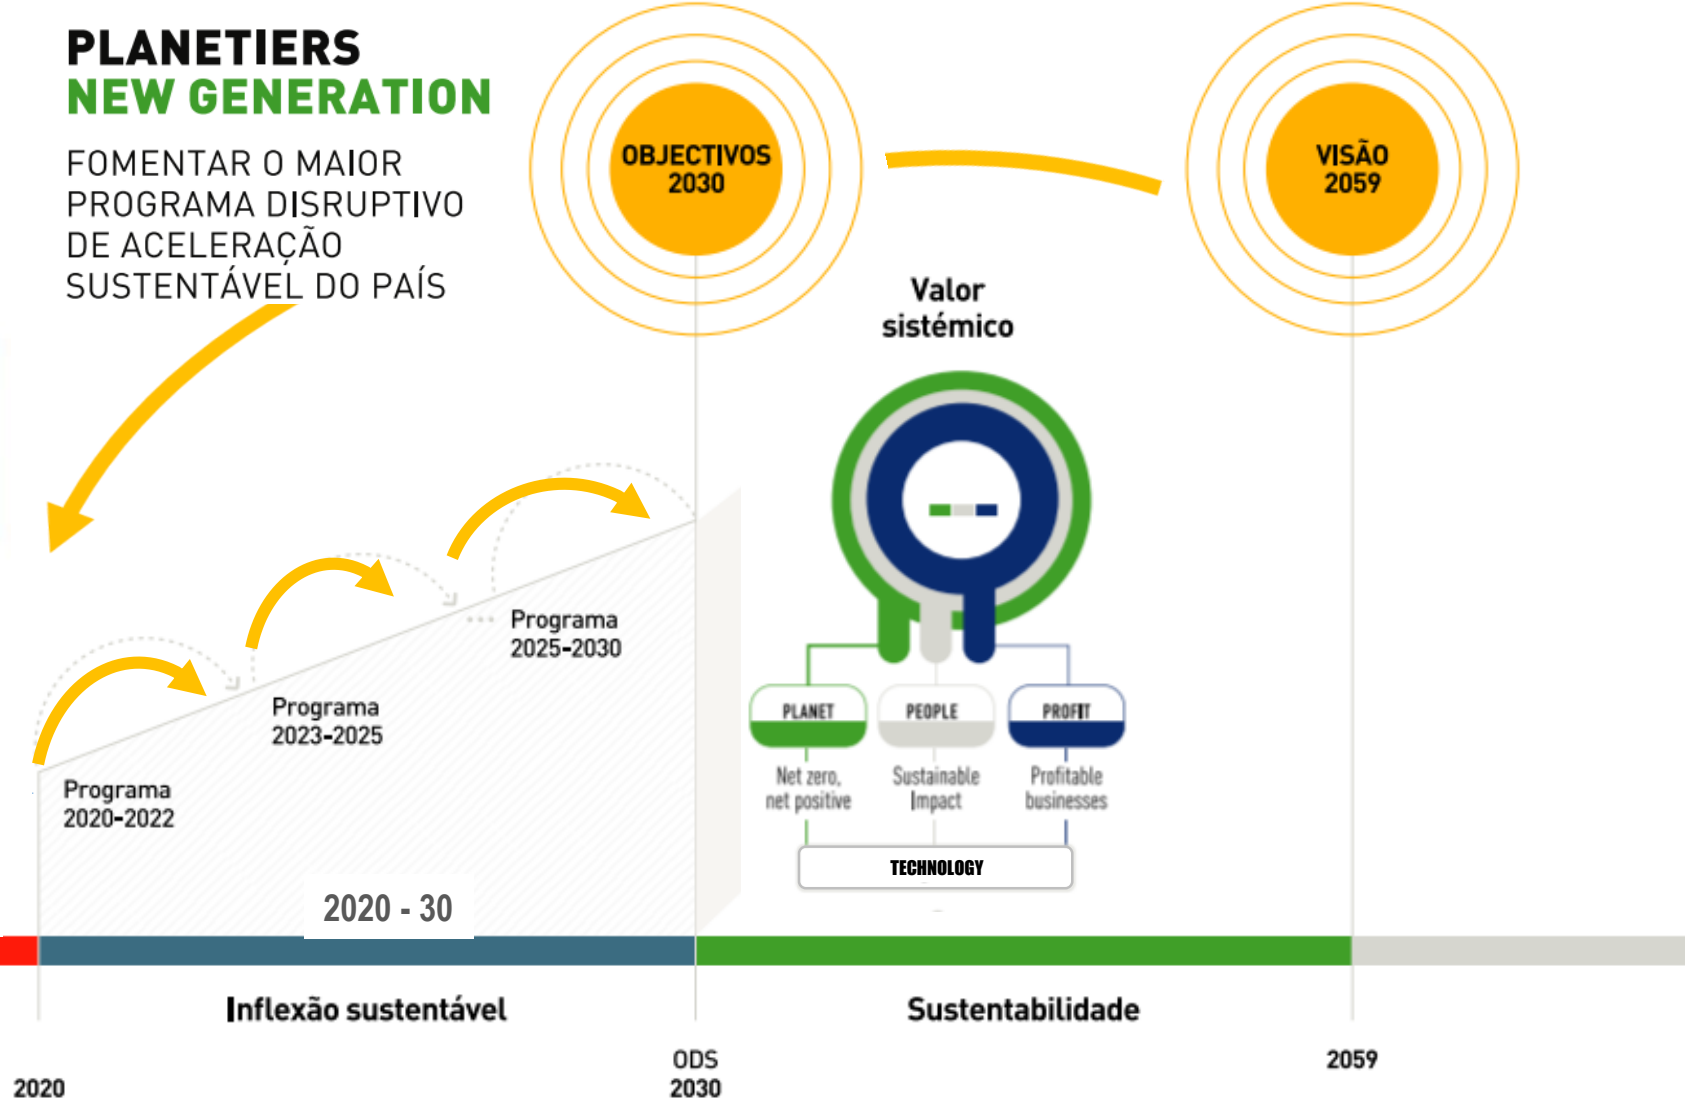 PLANETIERS
NEW GENERATION
FOMENTAR O MAIOR
PROGRAMA DISRUPTIVO
DE ACELERAÇÃO
SUSTENTÁVEL DO PAÍS
OBJECTIVOS
2030
VISÃO
2059
Valor
sistémico
Programa
2025-2030
Programa
2023-2025
Programa
2020-2022
PLANET
PEOPLE
PROFIT
Net zero,
net positive
Sustainable
Impact
Profitable
businesses
TECHNOLOGY
2020 - 30
Inflexão sustentável
Sustentabilidade
2020
ODS
2030
2059